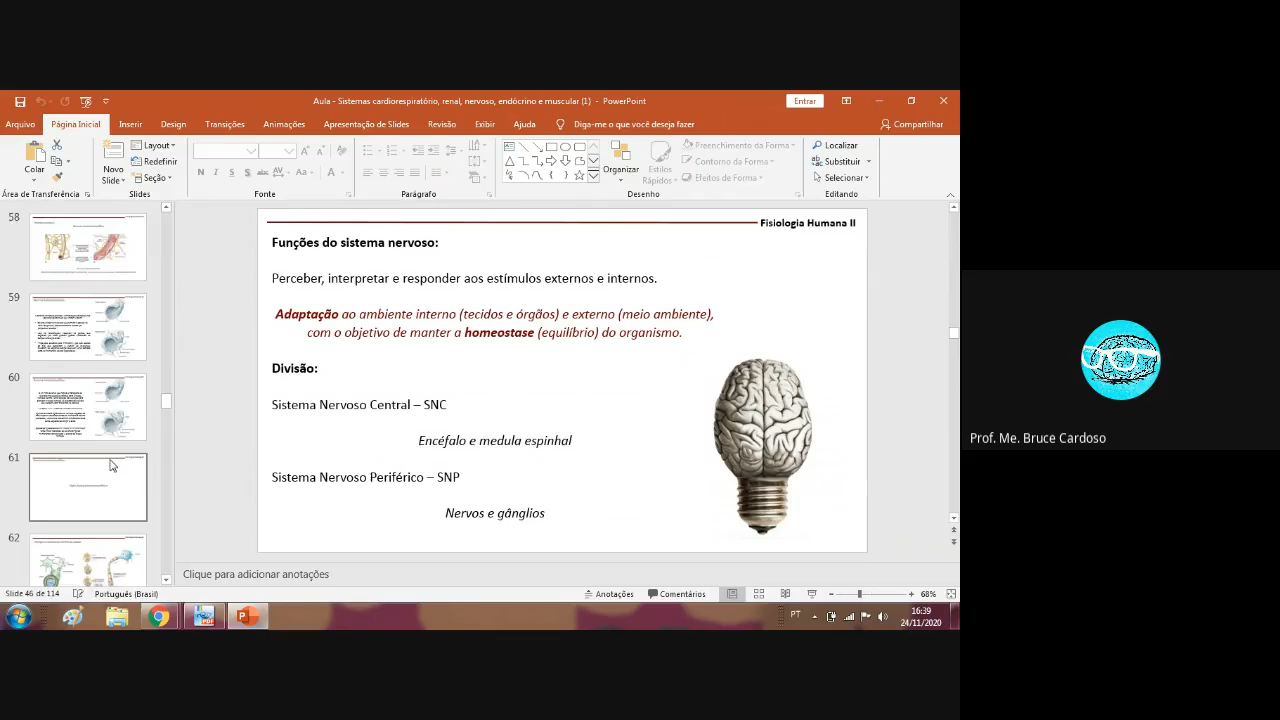 Aula - Sistemas cardiorespiratório, renal, nervoso, endócrino e muscular (1) - PowerPoint
Entrar
Arquivo
Página Inicial
Inserir
Design
Transições
Animações
Apresentação de Slides
Revisão
Exibir
Ajuda
Diga-me o que você deseja fazer
Compartilhar
Colar
Novo
Slide
Layout
Redefinir
Seção
N I S S abc AV Aa A
Organizar
Estilos
Rápidos
Preenchimento da Forma
Contorno da Forma
Efeitos de Forma
Localizar
Substituir
Selecionar
Área de Transferência
Slides
Fonte
Parágrafo
Desenho
Editando
58
59
60
61
62
Fisiologia Humana II
Funções do sistema nervoso:
Perceber, interpretar e responder aos estímulos externos e internos.
Adaptação ao ambiente interno (tecidos e órgãos) e externo (meio ambiente),
com o objetivo de manter a homeostase (equilíbrio) do organismo.
Divisão:
Sistema Nervoso Central – SNC
Encéfalo e medula espinhal
Sistema Nervoso Periférico – SNP
Nervos e gânglios
Clique para adicionar anotações
Slide 46 de 114
Português (Brasil)
Anotações
Comentários
68%
PT
16:39
24/11/2020
Prof. Me. Bruce Cardoso